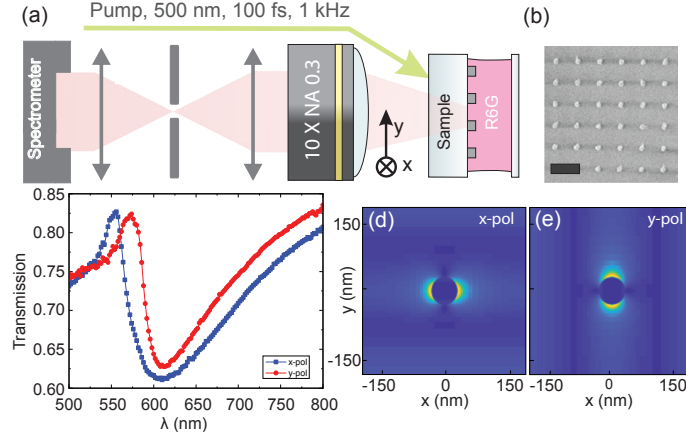 (a)
Pump, 500 nm, 100 fs, 1 kHz
(b)
Spectrometer
10 X NA 0.3
y
x
Sample
R6G
Transmission
0.85
0.80
0.75
0.70
0.65
0.60
500
550
600
650
700
750
800
λ (nm)
x-pol
y-pol
(d)
x-pol
y (nm)
150
0
-150
-150
0
150
x (nm)
(e)
y-pol
-150
0
150
x (nm)